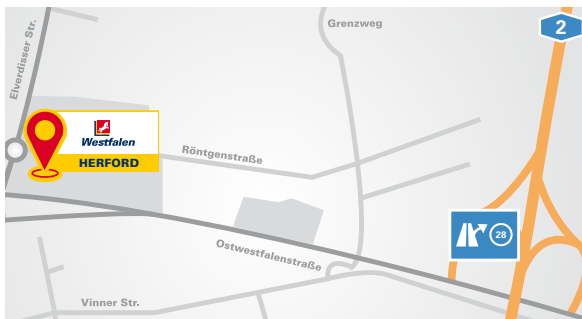 Grenzweg
2
Elverdisser Str.
Westfalen
HERFORD
Röntgenstraße
28
Ostwestfalenstraße
Vinner Str.